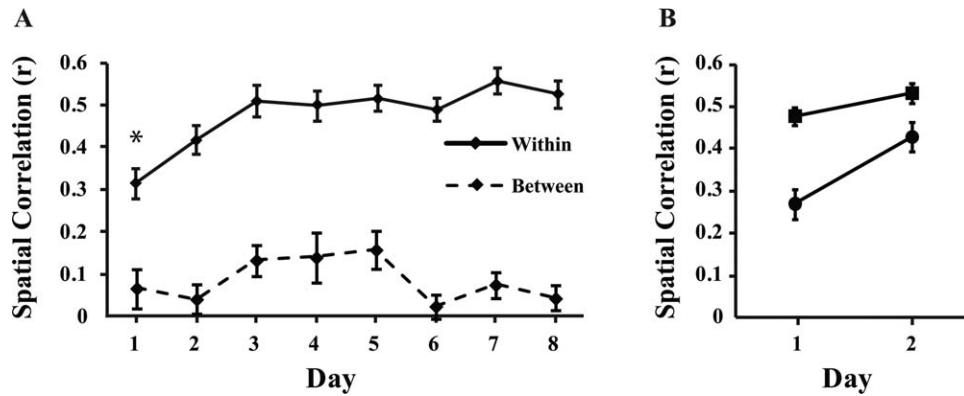 A
Spatial Correlation (r)
0.6
0.5
0.4
0.3
0.2
0.1
0
*
Within
Between
1 2 3 4 5 6 7 8
Day
B
Spatial Correlation (r)
0.6
0.5
0.4
0.3
0.2
0.1
0
1 2
Day